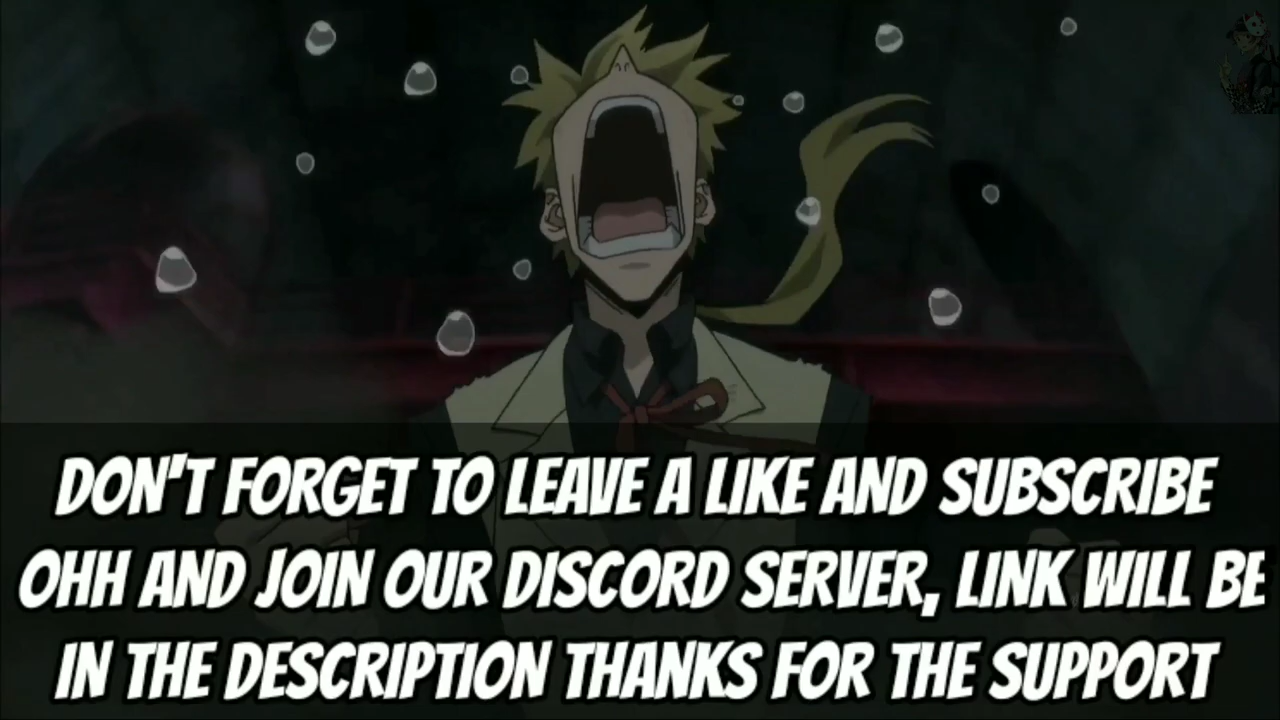 DON'T FORGET TO LEAVE A LIKE AND SUBSCRIBE
OHH AND JOIN OUR DISCORD SERVER, LINK WILL BE
IN THE DESCRIPTION THANKS FOR THE SUPPORT